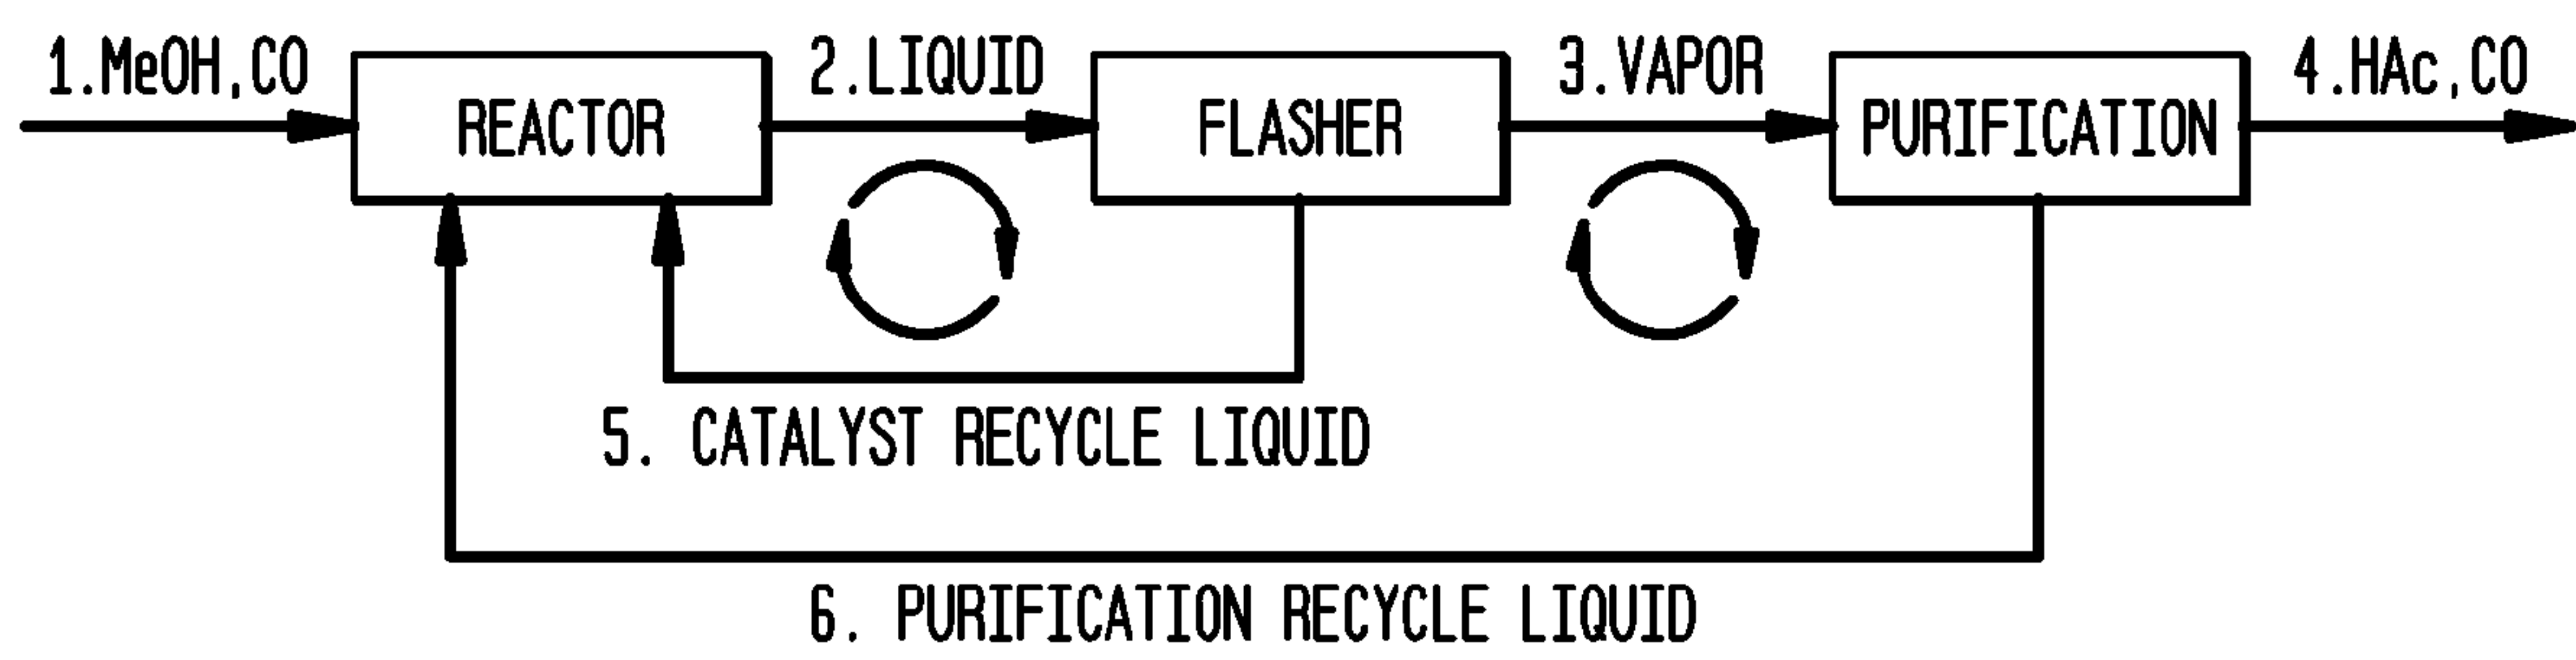 1.MeOH,CO
REACTOR
2.LIQUID
FLASHER
3.VAPOR
PURIFICATION
4.HAc,CO
5. CATALYST RECYCLE LIQUID
6. PURIFICATION RECYCLE LIQUID